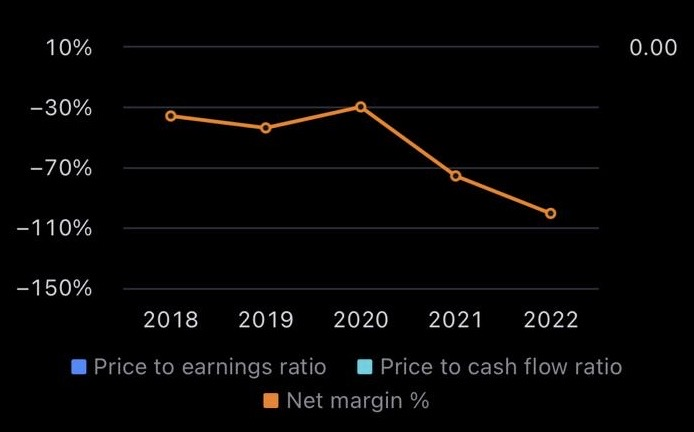 10% 0.00
−30%
−70%
−110%
−150%
2018 2019 2020 2021 2022
Price to earnings ratio Price to cash flow ratio
Net margin %